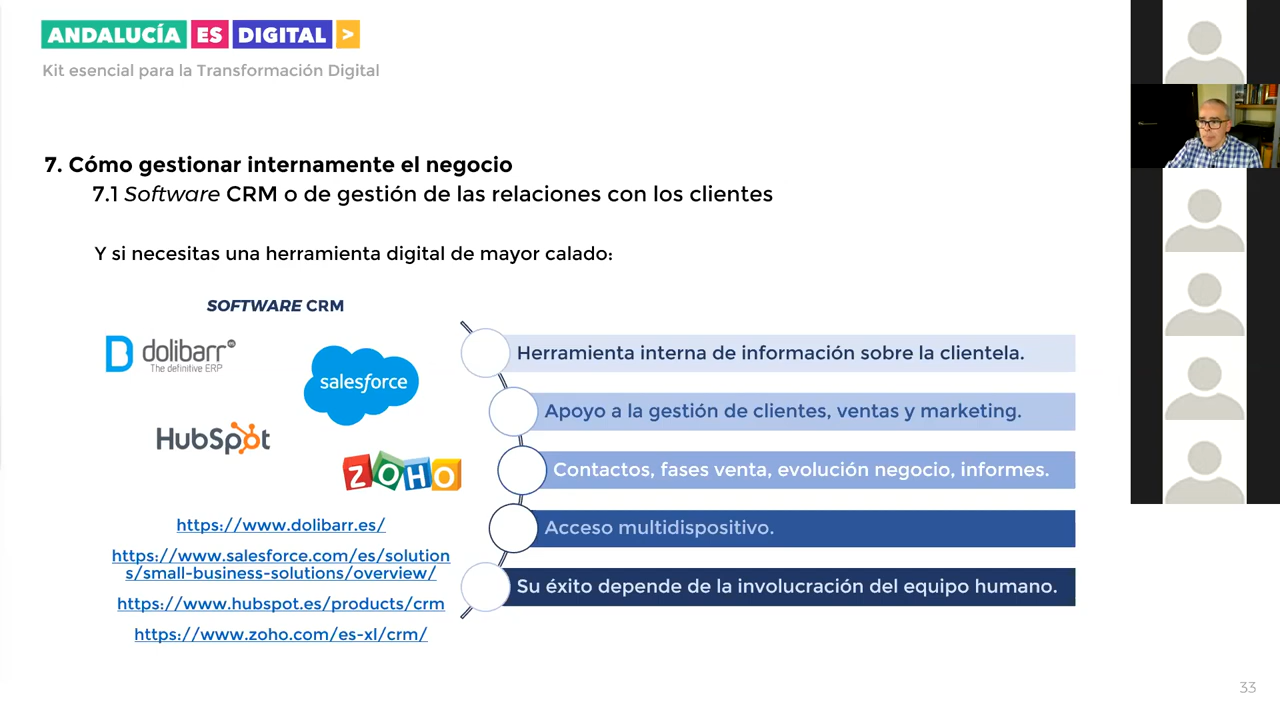 ANDALUCÍA ES DIGITAL >
Kit esencial para la Transformación Digital
7. Cómo gestionar internamente el negocio
7.1 Software CRM o de gestión de las relaciones con los clientes
Y si necesitas una herramienta digital de mayor calado:
SOFTWARE CRM
dolibarr
The definitive ERP
salesforce
HubSpot
ZOHO
https://www.dolibarr.es/
https://www.salesforce.com/es/solution
s/small-business-solutions/overview/
https://www.hubspot.es/products/crm
https://www.zoho.com/es-xl/crm/
Herramienta interna de información sobre la clientela.
Apoyo a la gestión de clientes, ventas y marketing.
Contactos, fases venta, evolución negocio, informes.
Acceso multidispositivo.
Su éxito depende de la involucración del equipo humano.
33